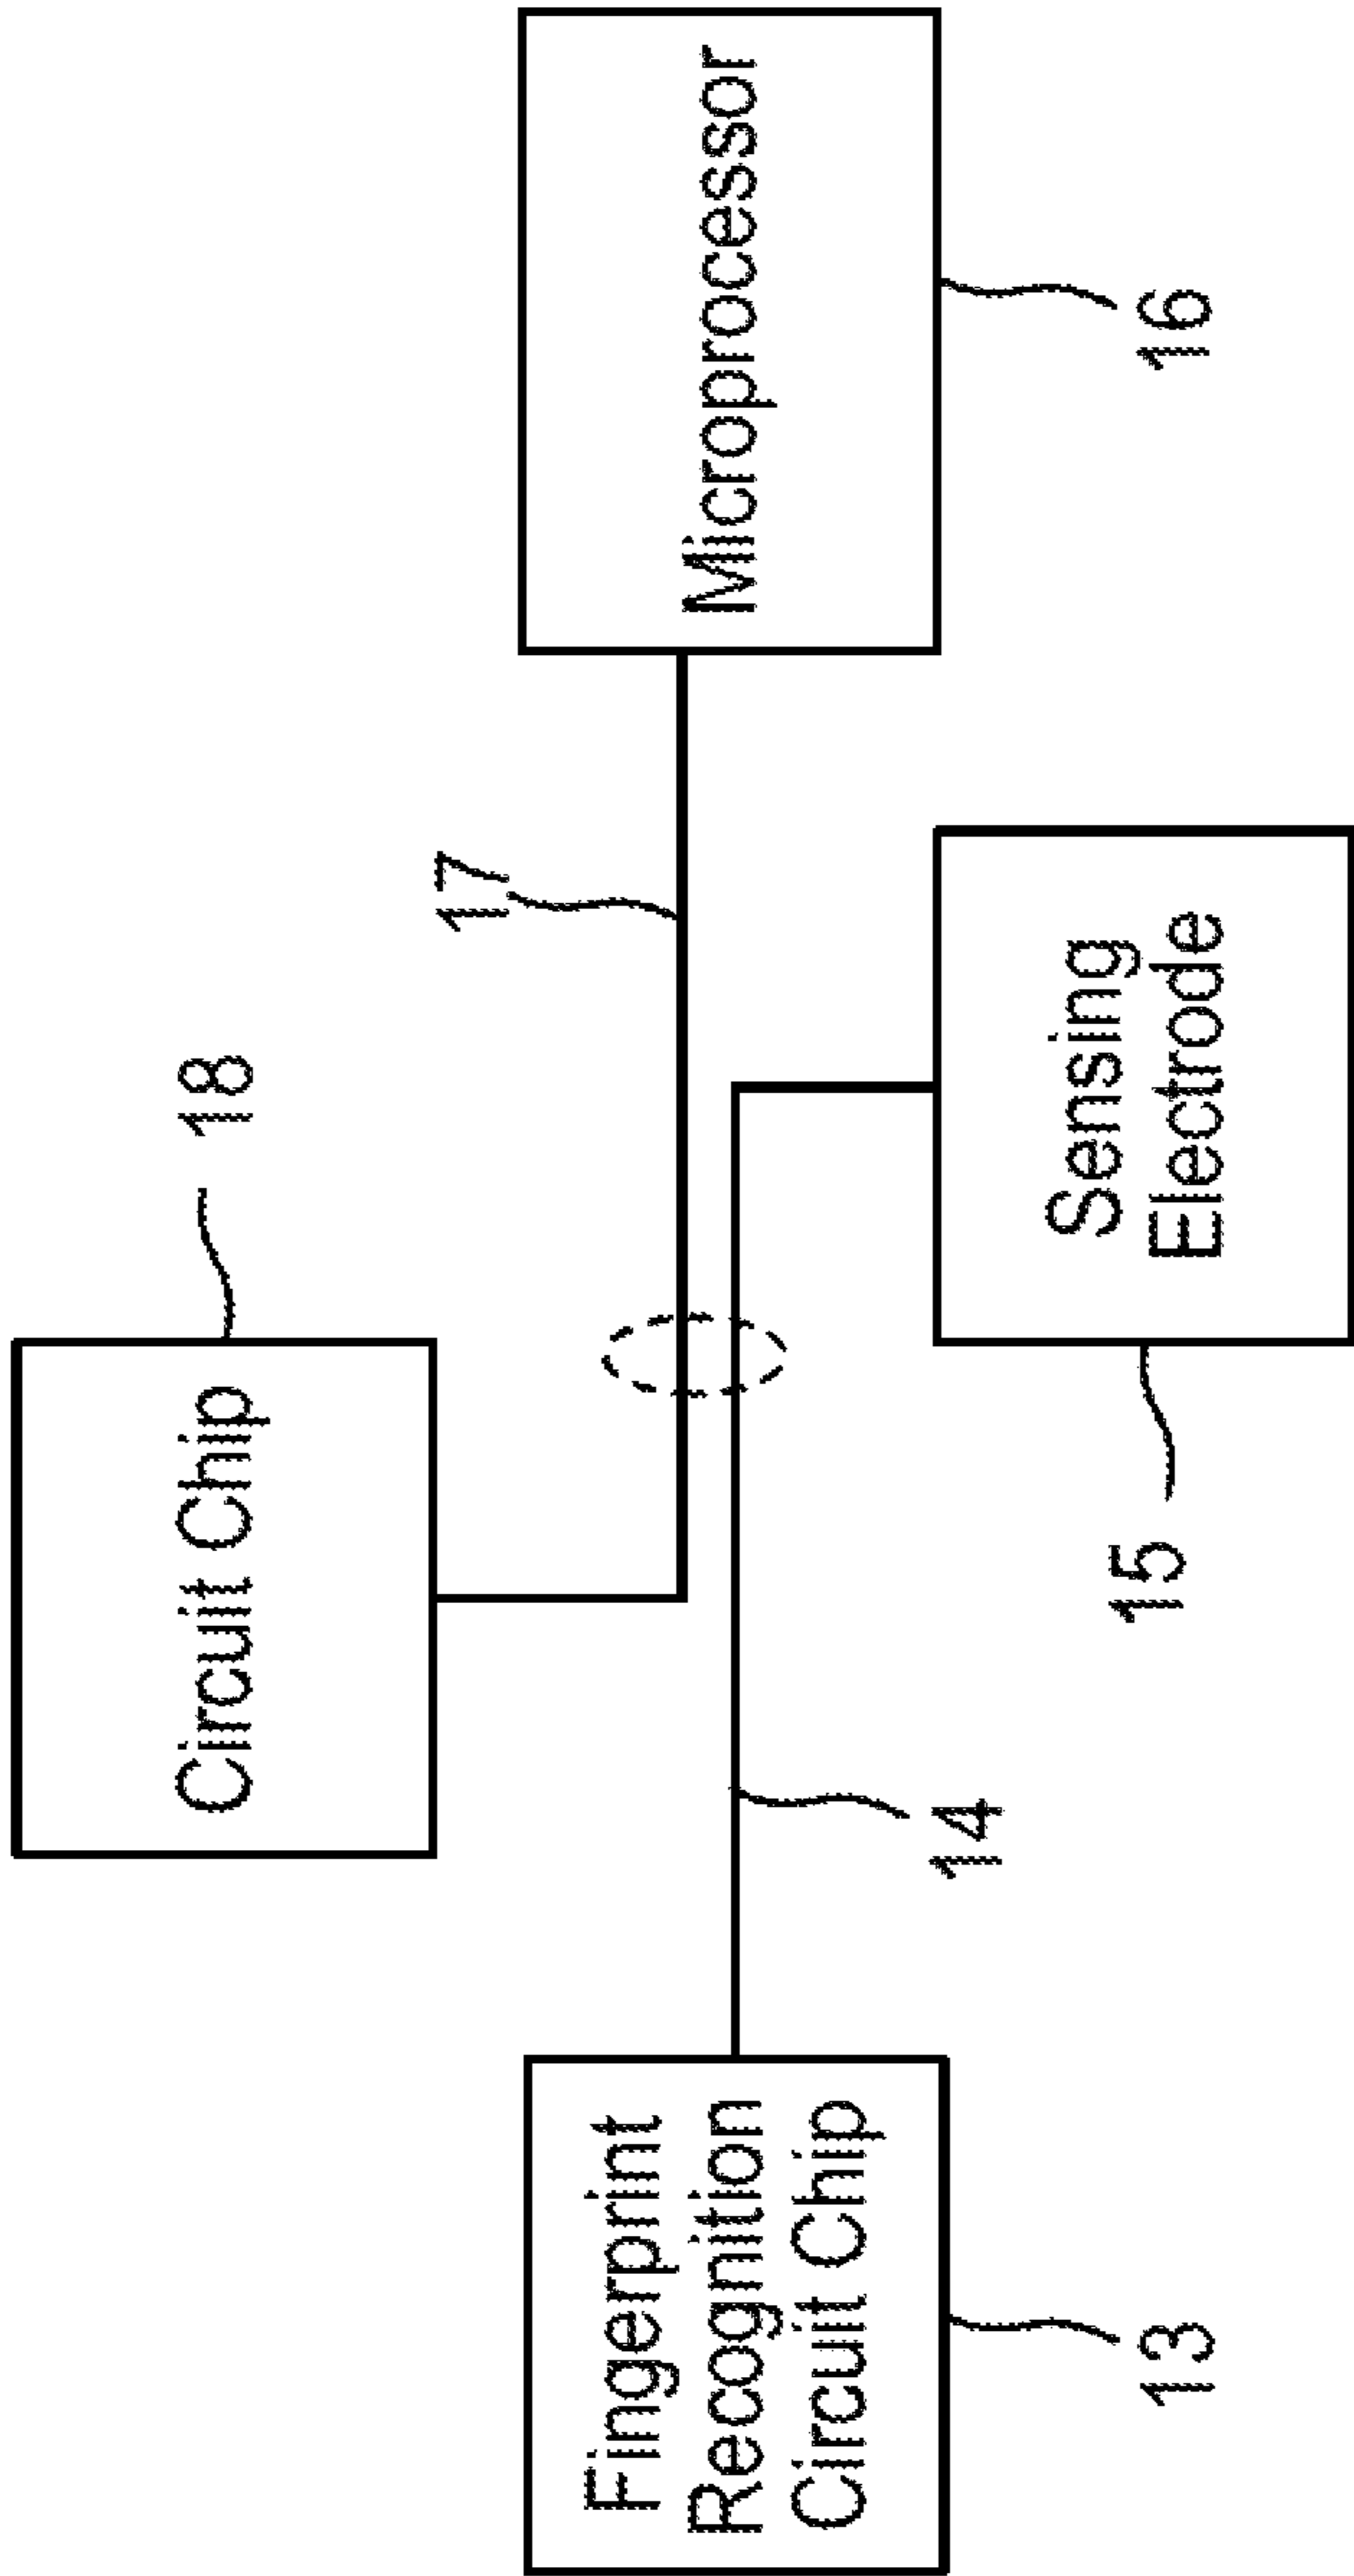 Circuit Chip
18
17
Fingerprint
Recognition
Circuit Chip
13
14
Microprocessor
16
Sensing
Electrode
15